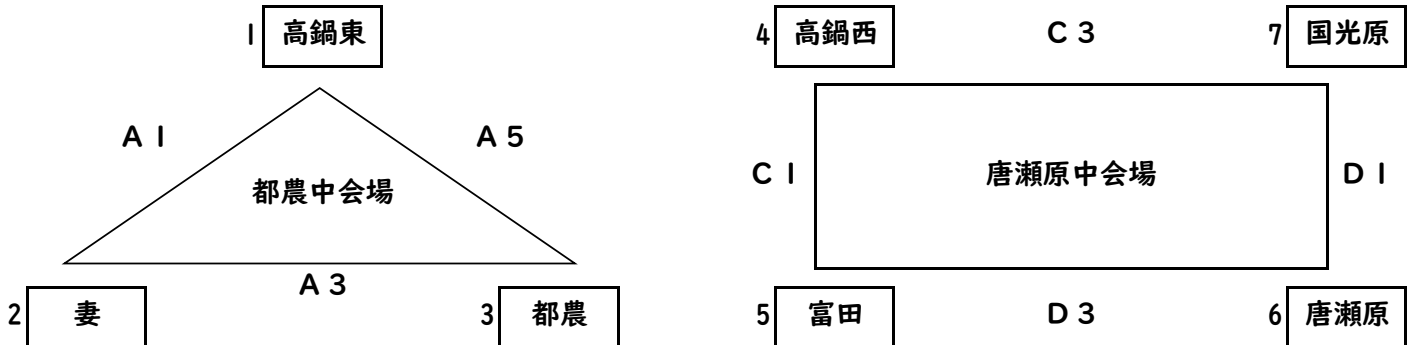 1 高鍋東
A1
A5
都農中会場
A3
2 妻
3 都農
4 高鍋西
C3
7 国光原
C1
唐瀬原中会場
D1
5 富田
D3
6 唐瀬原